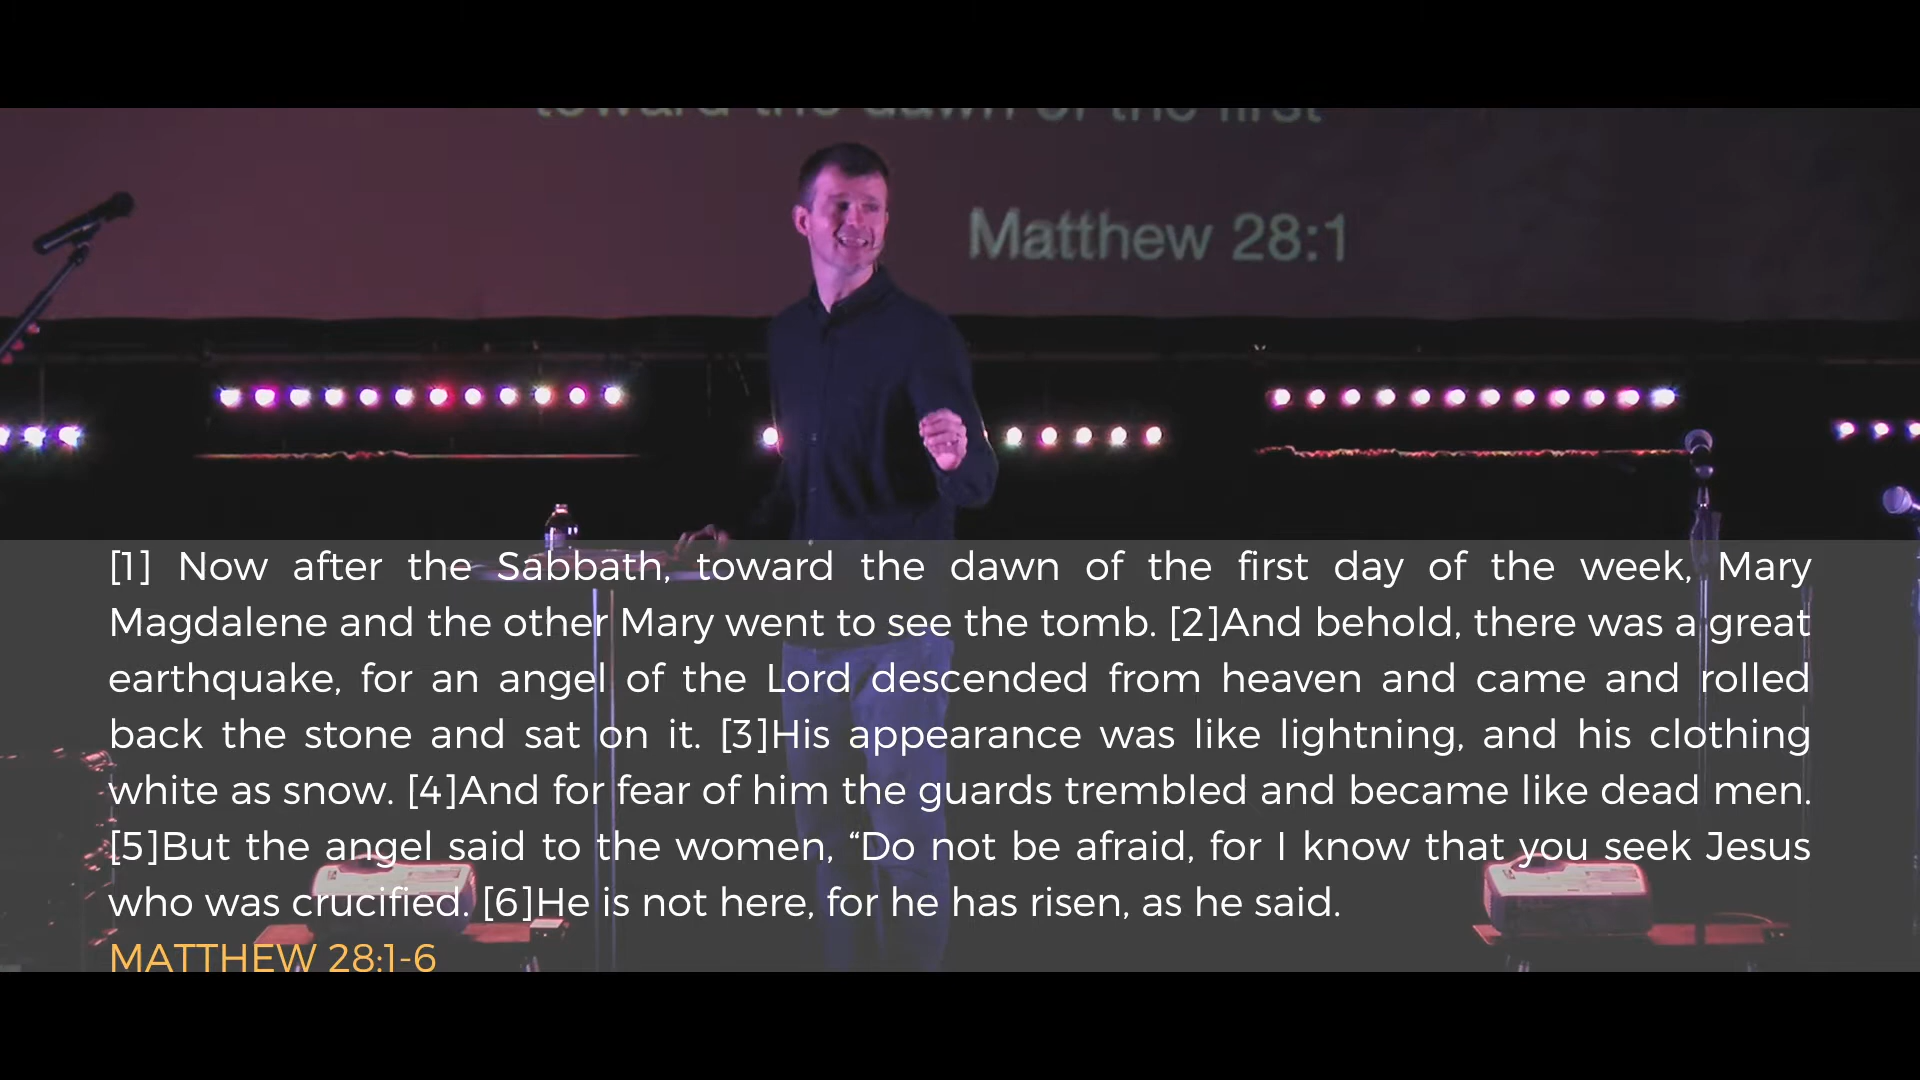 toward the dawn of the first
Matthew 28:1
[1] Now after the Sabbath, toward the dawn of the first day of the week, Mary
Magdalene and the other Mary went to see the tomb. [2]And behold, there was a great
earthquake, for an angel of the Lord descended from heaven and came and rolled
back the stone and sat on it. [3]His appearance was like lightning, and his clothing
white as snow. [4]And for fear of him the guards trembled and became like dead men.
[5]But the angel said to the women, “Do not be afraid, for I know that you seek Jesus
who was crucified. [6]He is not here, for he has risen, as he said.
MATTHEW 28:1-6